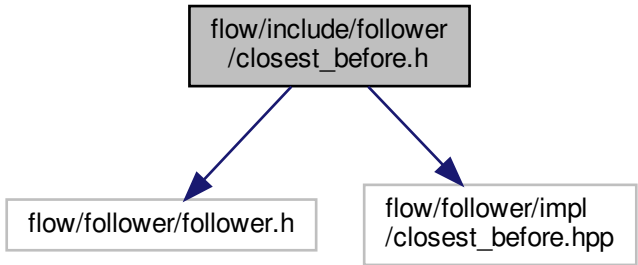 flow/include/follower
/closest_before.h
flow/follower/follower.h
flow/follower/impl
/closest_before.hpp